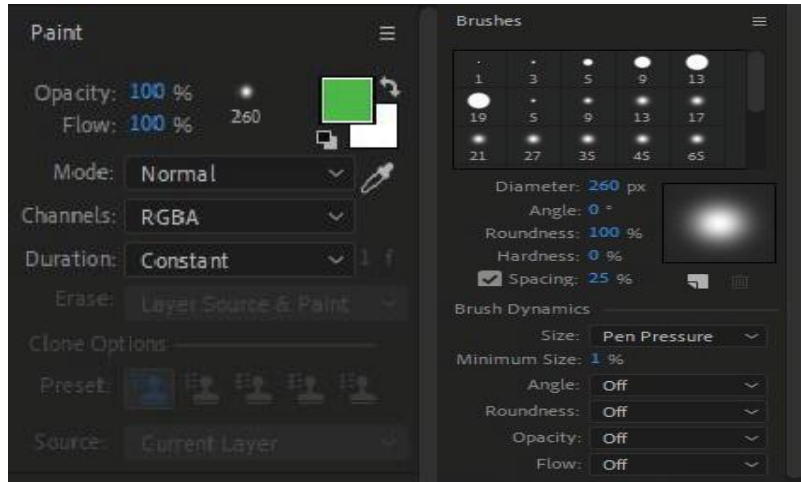 Paint
Opacity: 100 %
Flow: 100 %
260
Mode: Normal
Channels: RGBA
Duration: Constant 1 f
Erase: Layer Source & Paint
Clone Options
Preset:
Source: Current Layer
Brushes
1 3 5 9 13
19 5 9 13 17
21 27 35 45 65
Diameter: 260 px
Angle: 0 °
Roundness: 100 %
Hardness: 0 %
Spacing: 25 %
Brush Dynamics
Size: Pen Pressure
Minimum Size: 1 %
Angle: Off
Roundness: Off
Opacity: Off
Flow: Off